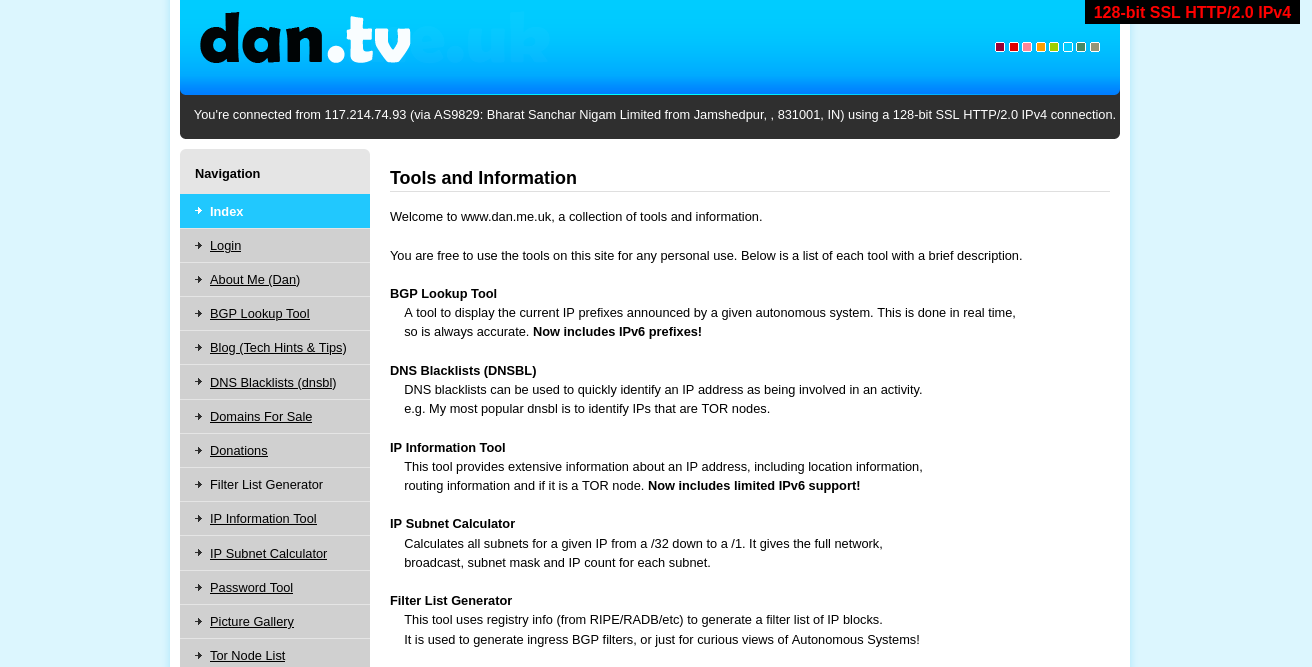 128-bit SSL HTTP/2.0 IPv4
dan.tv
You're connected from 117.214.74.93 (via AS9829: Bharat Sanchar Nigam Limited from Jamshedpur, , 831001, IN) using a 128-bit SSL HTTP/2.0 IPv4 connection.
Navigation
Index
Login
About Me (Dan)
BGP Lookup Tool
Blog (Tech Hints & Tips)
DNS Blacklists (dnsbl)
Domains For Sale
Donations
Filter List Generator
IP Information Tool
IP Subnet Calculator
Password Tool
Picture Gallery
Tor Node List
Tools and Information
Welcome to www.dan.me.uk, a collection of tools and information.
You are free to use the tools on this site for any personal use. Below is a list of each tool with a brief description.
BGP Lookup Tool
A tool to display the current IP prefixes announced by a given autonomous system. This is done in real time,
so is always accurate. Now includes IPv6 prefixes!
DNS Blacklists (DNSBL)
DNS blacklists can be used to quickly identify an IP address as being involved in an activity.
e.g. My most popular dnsbl is to identify IPs that are TOR nodes.
IP Information Tool
This tool provides extensive information about an IP address, including location information,
routing information and if it is a TOR node. Now includes limited IPv6 support!
IP Subnet Calculator
Calculates all subnets for a given IP from a /32 down to a /1. It gives the full network,
broadcast, subnet mask and IP count for each subnet.
Filter List Generator
This tool uses registry info (from RIPE/RADB/etc) to generate a filter list of IP blocks.
It is used to generate ingress BGP filters, or just for curious views of Autonomous Systems!